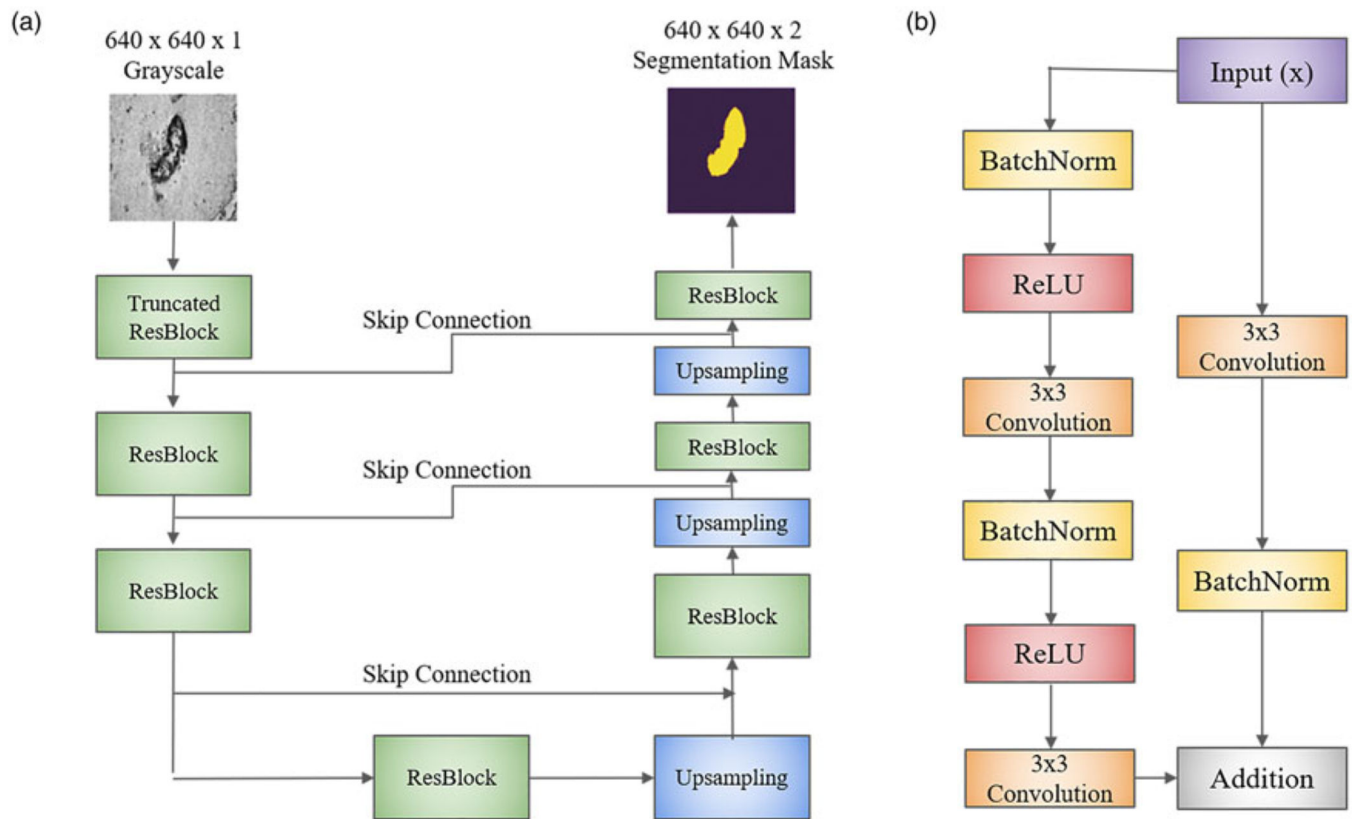 (a)
640 x 640 x 1
Grayscale
640 x 640 x 2
Segmentation Mask
Truncated
ResBlock
Skip Connection
ResBlock
Upsampling
ResBlock
ResBlock
Skip Connection
Upsampling
ResBlock
ResBlock
Skip Connection
ResBlock
Upsampling
(b)
Input (x)
BatchNorm
ReLU
3x3
Convolution
3x3
Convolution
BatchNorm
BatchNorm
ReLU
3x3
Convolution
Addition